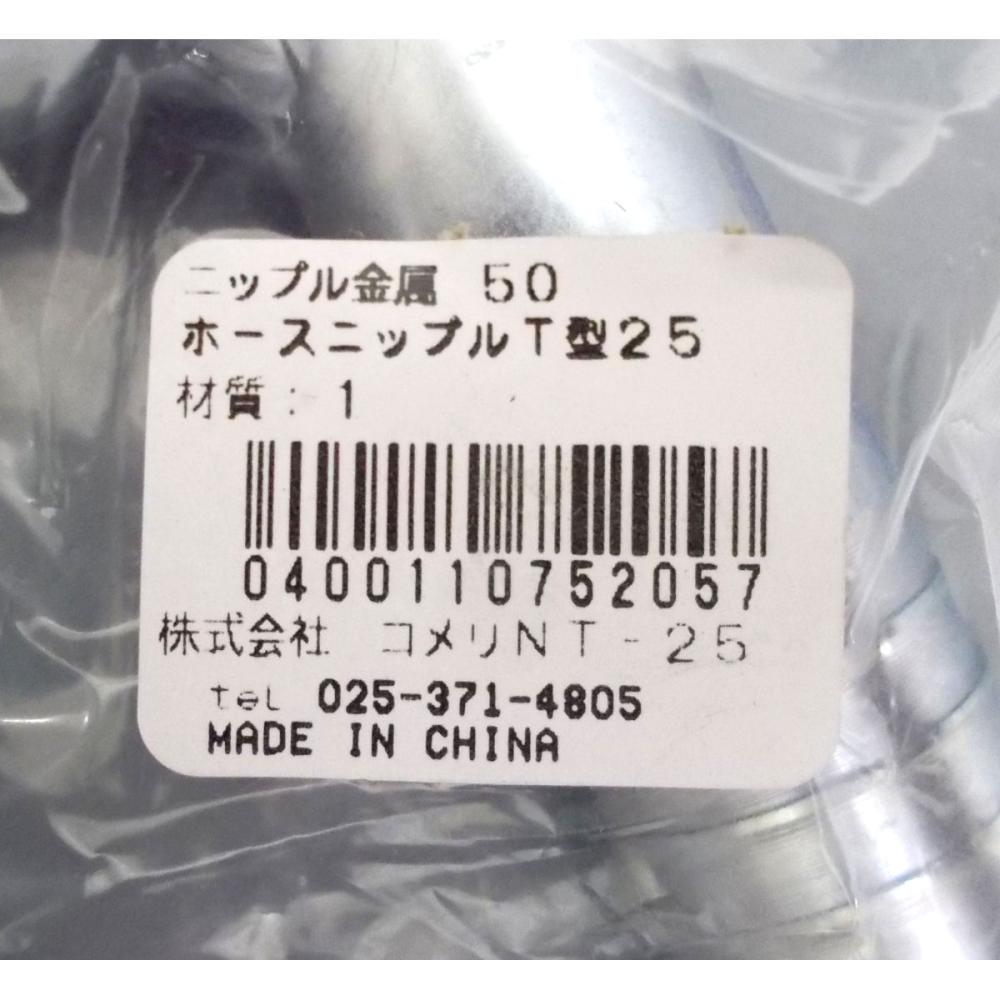 ニップル金属 50
ホースニップルT型25
材質: 1
0400110752057
株式会社 コメリNT-25
tel 025-371-4805
MADE IN CHINA